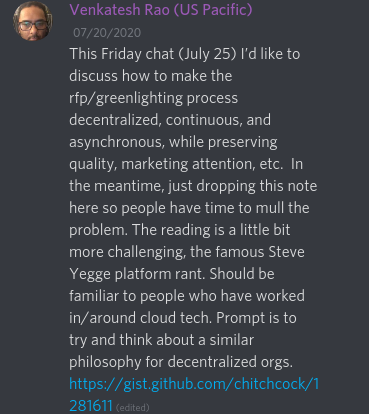 Venkatesh Rao (US Pacific)
07/20/2020
This Friday chat (July 25) I'd like to
discuss how to make the
rfp/greenlighting process
decentralized, continuous, and
asynchronous, while preserving
quality, marketing attention, etc.  In
the meantime, just dropping this note
here so people have time to mull the
problem. The reading is a little bit
more challenging, the famous Steve
Yegge platform rant. Should be
familiar to people who have worked
in/around cloud tech. Prompt is to
try and think about a similar
philosophy for decentralized orgs.
https://gist.github.com/chitchcock/1
281611 (edited)